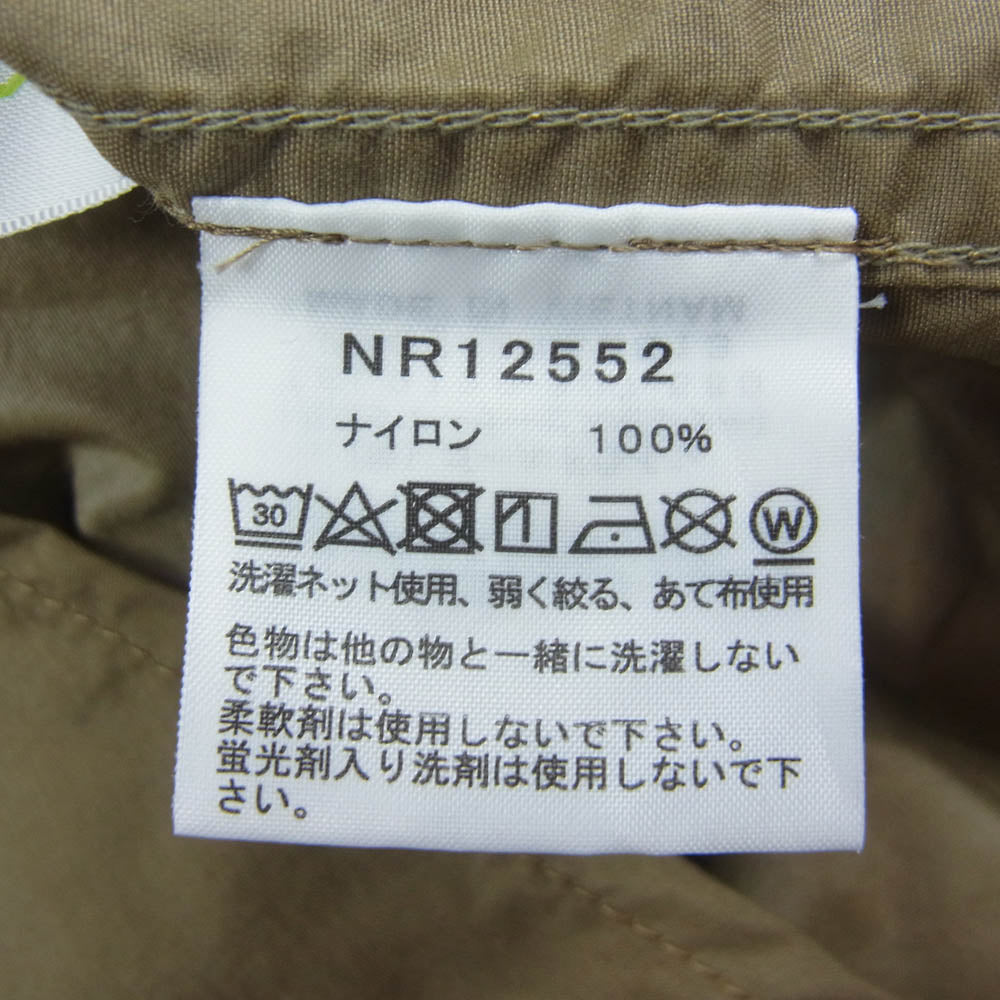 NR12552
ナイロン 100%
30 W
洗濯ネット使用、弱く絞る、あて布使用
色物は他の物と一緒に洗濯しない
で下さい。
柔軟剤は使用しないで下さい。
蛍光剤入り洗剤は使用しないで下
さい。